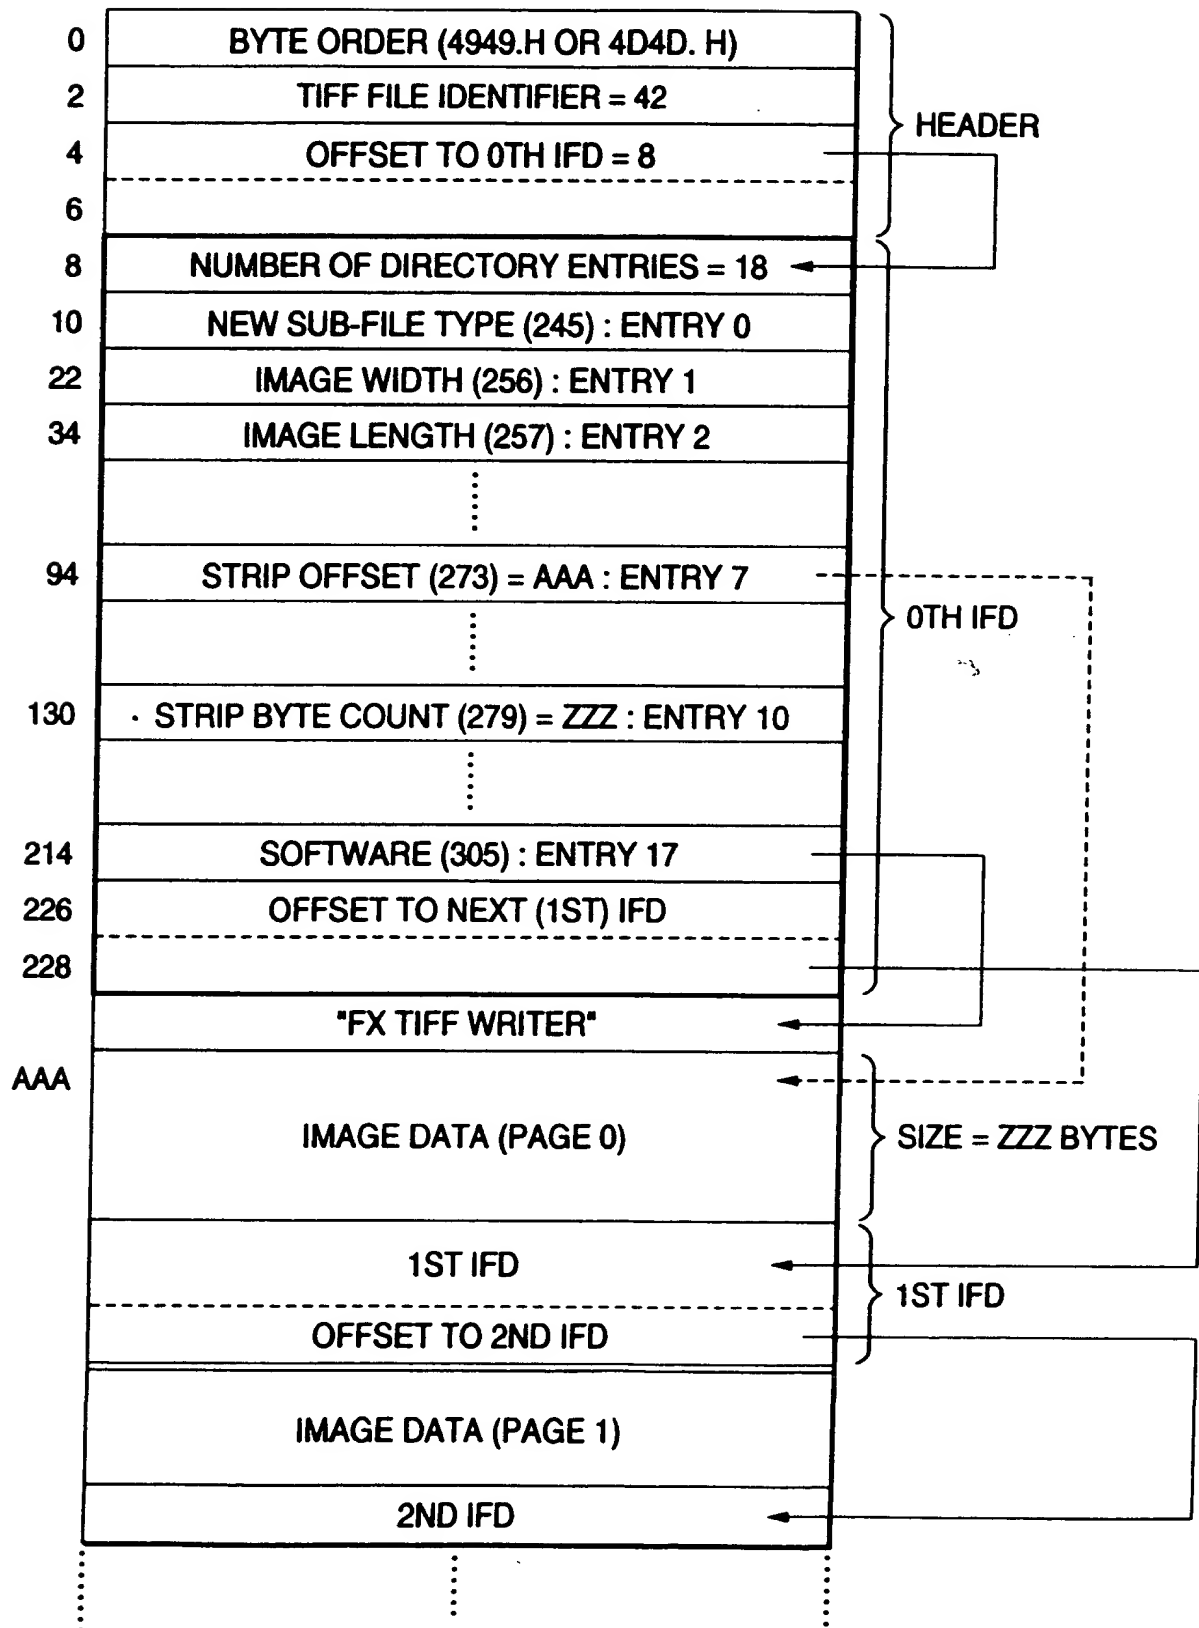 0 BYTE ORDER (4949.H OR 4D4D. H)
2 TIFF FILE IDENTIFIER = 42
HEADER
4 OFFSET TO 0TH IFD = 8
6
8 NUMBER OF DIRECTORY ENTRIES = 18
10 NEW SUB-FILE TYPE (245) : ENTRY 0
22 IMAGE WIDTH (256) : ENTRY 1
34 IMAGE LENGTH (257) : ENTRY 2
94 STRIP OFFSET (273) = AAA : ENTRY 7
0TH IFD
130 STRIP BYTE COUNT (279) = ZZZ : ENTRY 10
214 SOFTWARE (305) : ENTRY 17
226 OFFSET TO NEXT (1ST) IFD
228
"FX TIFF WRITER"
AAA
IMAGE DATA (PAGE 0) SIZE = ZZZ BYTES
1ST IFD
1ST IFD
OFFSET TO 2ND IFD
IMAGE DATA (PAGE 1)
2ND IFD